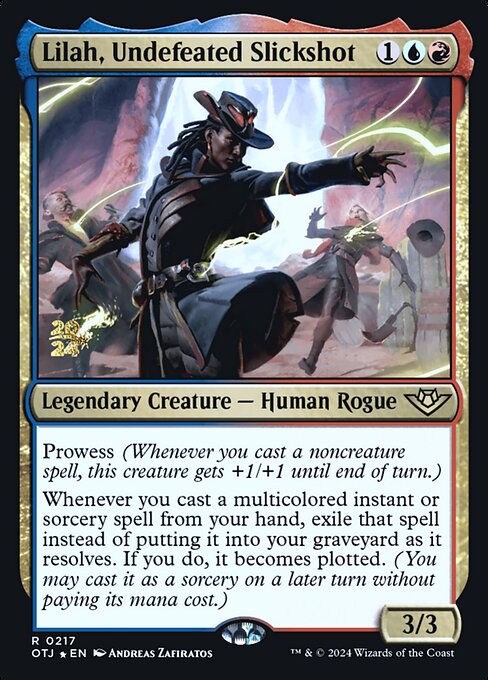 Lilah, Undefeated Slickshot 1
2024
Legendary Creature — Human Rogue
Prowess (Whenever you cast a noncreature
spell, this creature gets +1/+1 until end of turn.)
Whenever you cast a multicolored instant or
sorcery spell from your hand, exile that spell
instead of putting it into your graveyard as it
resolves. If you do, it becomes plotted. (You
may cast it as a sorcery on a later turn without
paying its mana cost.)
3/3
R 0217
OTJ ★ EN ANDREAS ZAFIRATOS
™ & © 2024 Wizards of the Coast